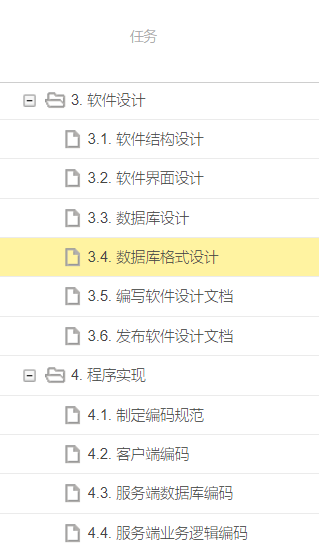 任务
3. 软件设计
3.1. 软件结构设计
3.2. 软件界面设计
3.3. 数据库设计
3.4. 数据库格式设计
3.5. 编写软件设计文档
3.6. 发布软件设计文档
4. 程序实现
4.1. 制定编码规范
4.2. 客户端编码
4.3. 服务端数据库编码
4.4. 服务端业务逻辑编码